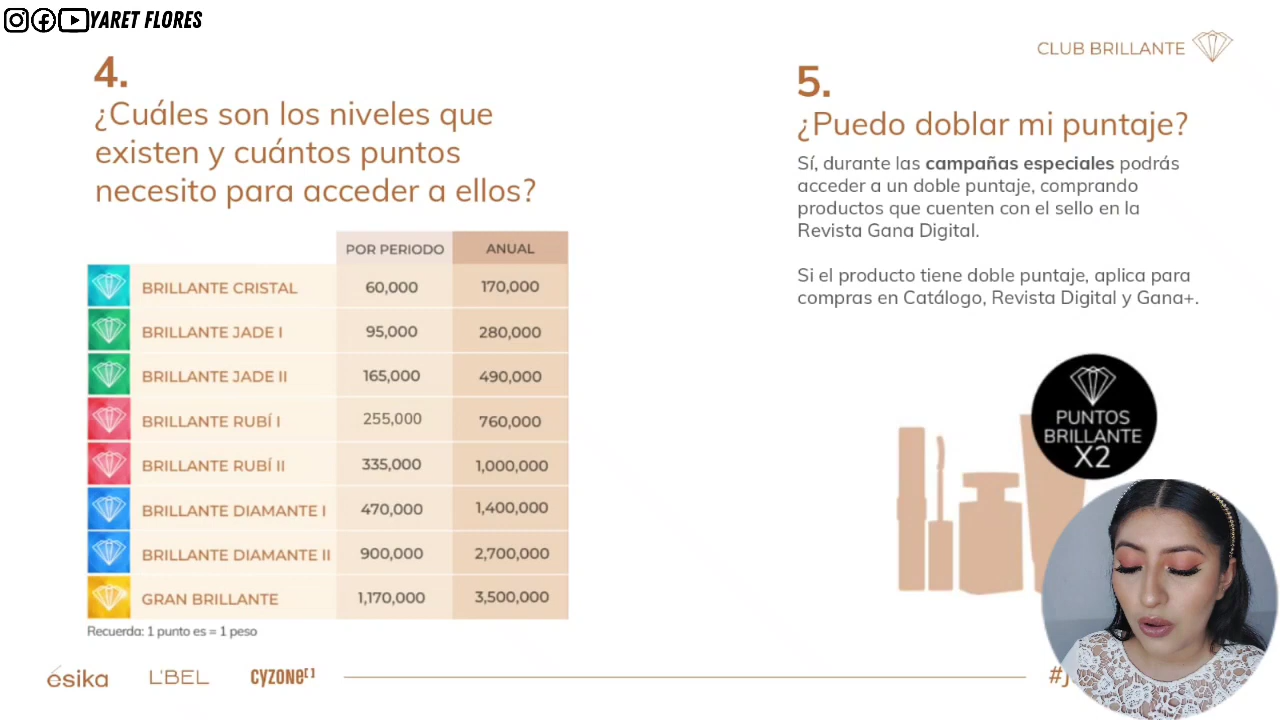 YARET FLORES
CLUB BRILLANTE
4.
¿Cuáles son los niveles que
existen y cuántos puntos
necesito para acceder a ellos?
POR PERIODO ANUAL
BRILLANTE CRISTAL 60,000 170,000
BRILLANTE JADE I 95,000 280,000
BRILLANTE JADE II 165,000 490,000
BRILLANTE RUBÍ I 255,000 760,000
BRILLANTE RUBÍ II 335,000 1,000,000
BRILLANTE DIAMANTE I 470,000 1,400,000
BRILLANTE DIAMANTE II 900,000 2,700,000
GRAN BRILLANTE 1,170,000 3,500,000
Recuerda: 1 punto es = 1 peso
5.
¿Puedo doblar mi puntaje?
Sí, durante las campañas especiales podrás
acceder a un doble puntaje, comprando
productos que cuenten con el sello en la
Revista Gana Digital.
Si el producto tiene doble puntaje, aplica para
compras en Catálogo, Revista Digital y Gana+.
PUNTOS
BRILLANTE
X2
ésika L'BEL CYZONE[ ]